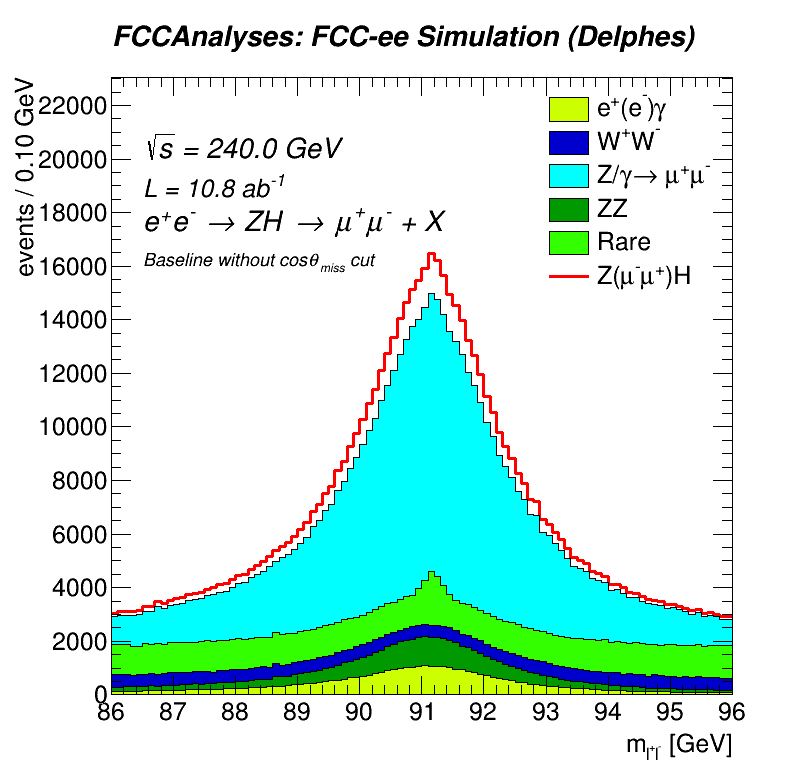 FCCAnalyses: FCC-ee Simulation (Delphes)
events / 0.10 GeV
22000
20000
18000
16000
14000
12000
10000
8000
6000
4000
2000
0
√s = 240.0 GeV
L = 10.8 ab⁻¹
e⁺e⁻ → ZH → μ⁺μ⁻ + X
Baseline without cosθ_miss cut
e⁺(e⁻)γ
W⁺W⁻
Z/γ→ μ⁺μ⁻
ZZ
Rare
Z(μ⁻μ⁺)H
86 87 88 89 90 91 92 93 94 95 96
m_l⁺l⁻ [GeV]